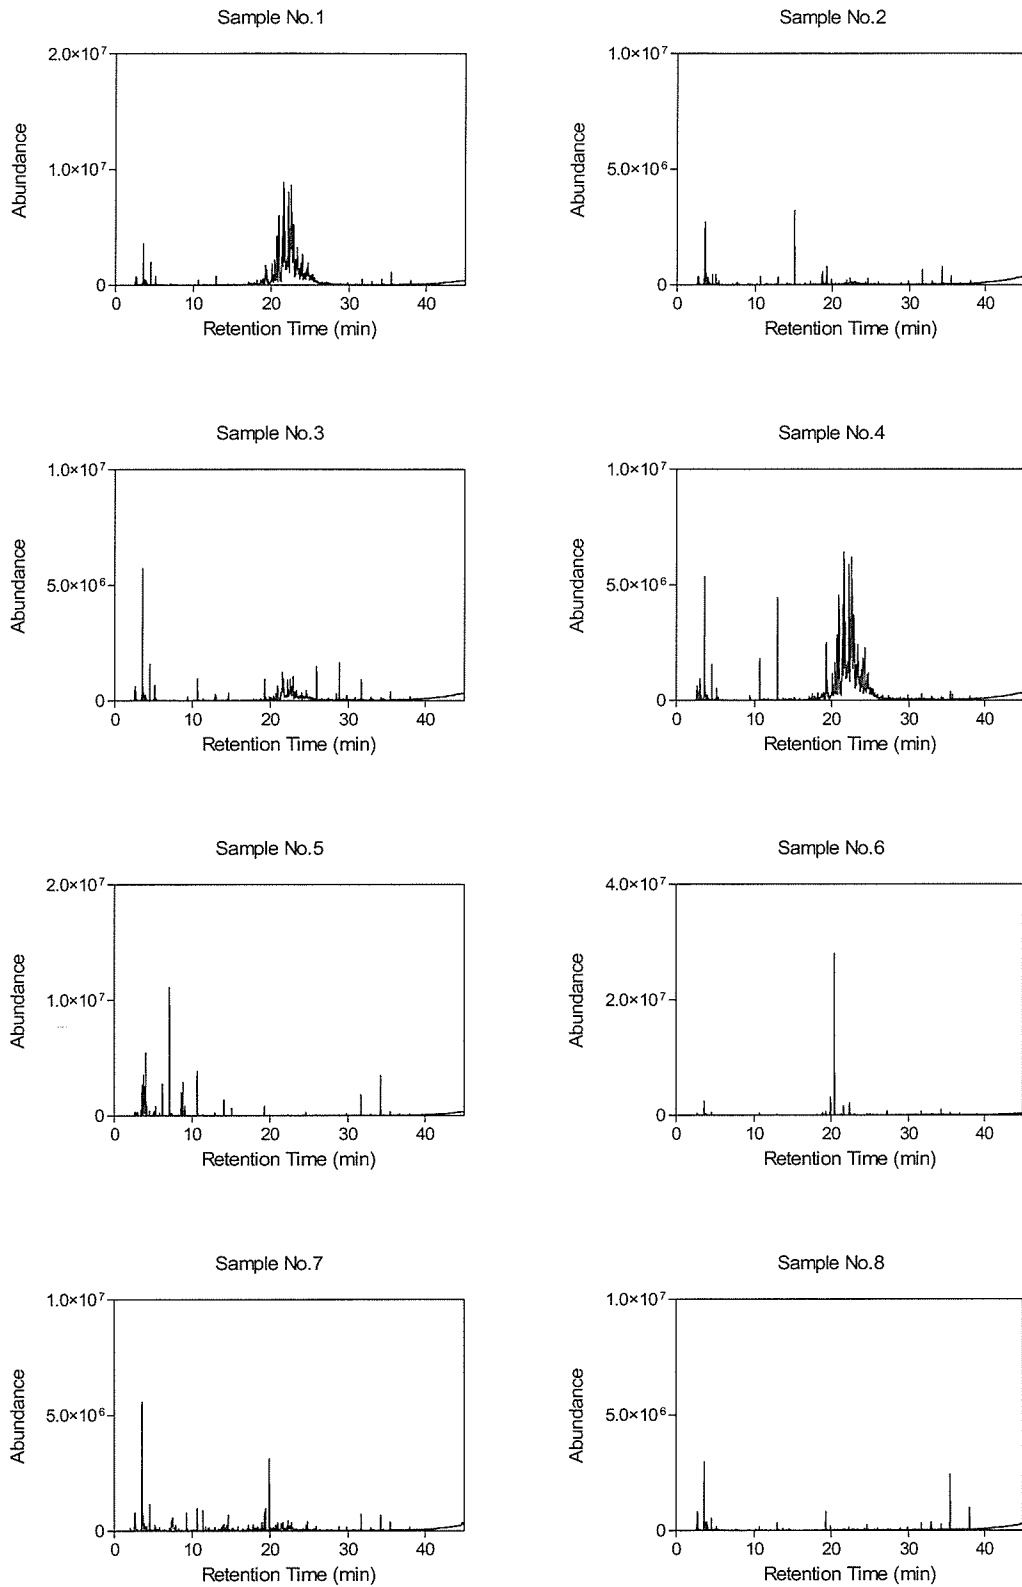 Sample No.1
2.0×10⁷
1.0×10⁷
0
Abundance
0 10 20 30 40
Retention Time (min)
Sample No.2
1.0×10⁷
5.0×10⁶
0
Abundance
0 10 20 30 40
Retention Time (min)
Sample No.3
1.0×10⁷
5.0×10⁶
0
Abundance
0 10 20 30 40
Retention Time (min)
Sample No.4
1.0×10⁷
5.0×10⁶
0
Abundance
0 10 20 30 40
Retention Time (min)
Sample No.5
2.0×10⁷
1.0×10⁷
0
Abundance
0 10 20 30 40
Retention Time (min)
Sample No.6
4.0×10⁷
2.0×10⁷
0
Abundance
0 10 20 30 40
Retention Time (min)
Sample No.7
1.0×10⁷
5.0×10⁶
0
Abundance
0 10 20 30 40
Retention Time (min)
Sample No.8
1.0×10⁷
5.0×10⁶
0
Abundance
0 10 20 30 40
Retention Time (min)